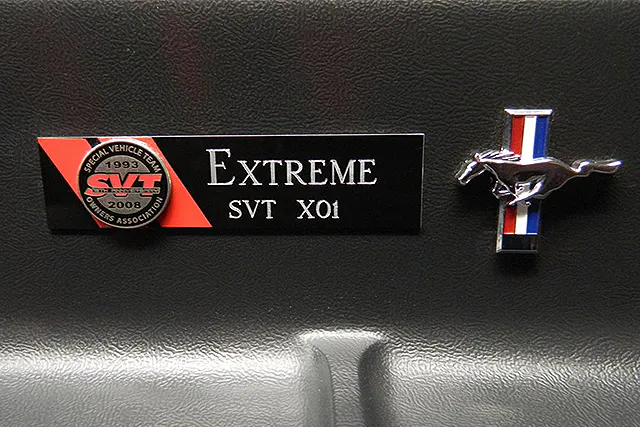 SPECIAL VEHICLE TEAM
1993
SVT
2008
OWNERS ASSOCIATION
EXTREME
SVT X01